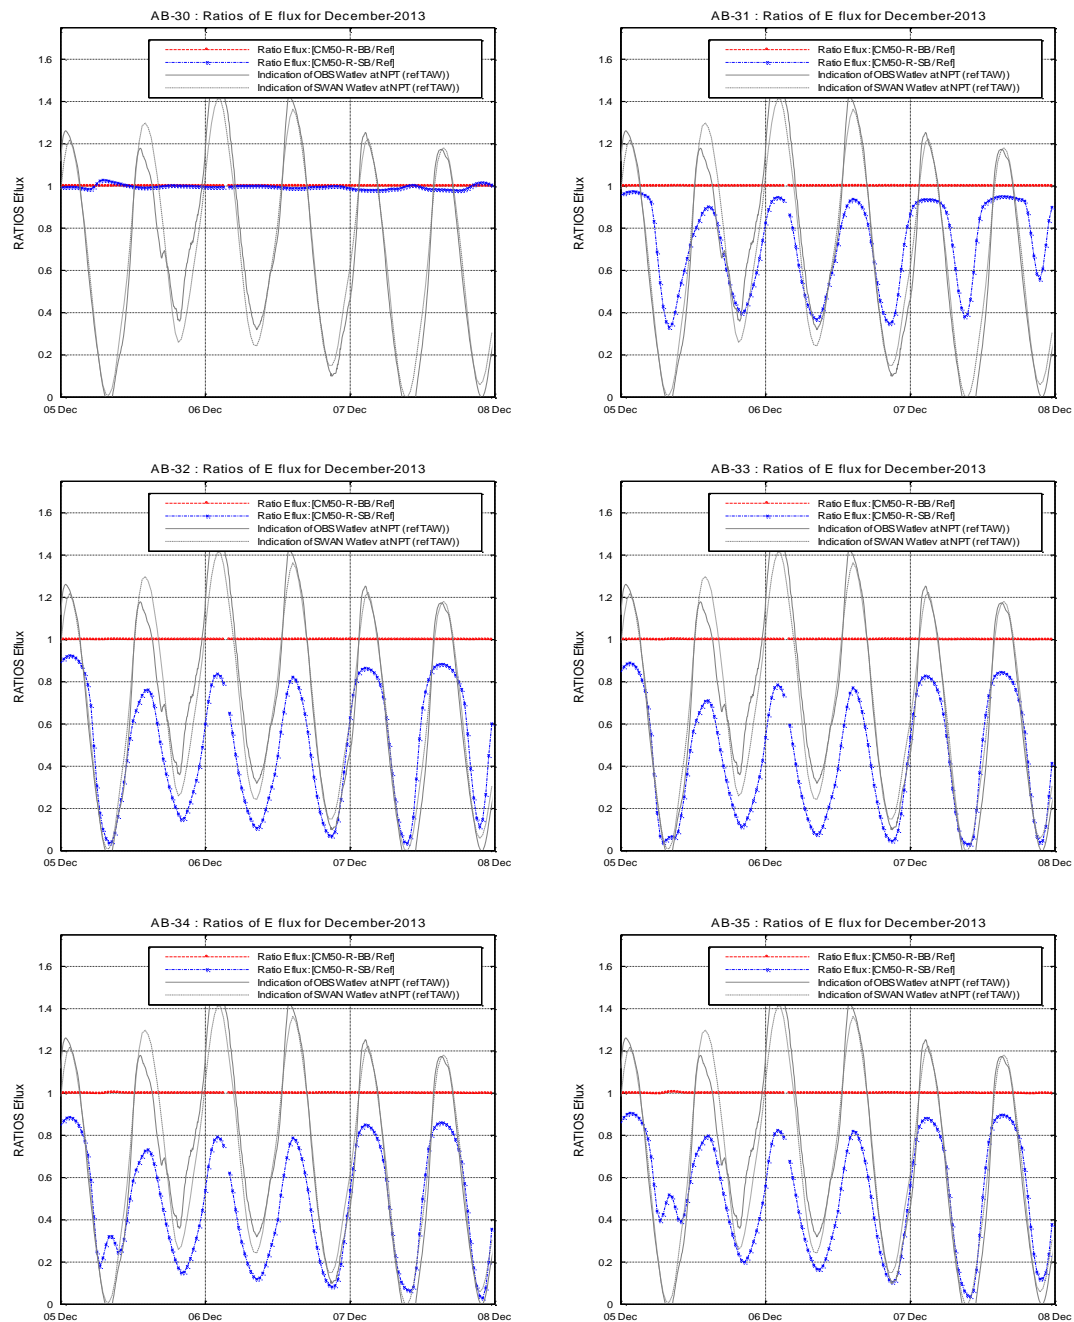 AB-30 : Ratios of E flux for December-2013
Ratio Eflux: [CM50-R-BB/Ref]
Ratio Eflux: [CM50-R-SB/Ref]
Indication of OBS Watlev at NPT (ref TAW))
Indication of SWAN Watlev at NPT (ref TAW))
RATIOS Eflux
1.6
1.4
1.2
1
0.8
0.6
0.4
0.2
0
05 Dec 06 Dec 07 Dec 08 Dec
AB-31 : Ratios of E flux for December-2013
Ratio Eflux: [CM50-R-BB/Ref]
Ratio Eflux: [CM50-R-SB/Ref]
Indication of OBS Watlev at NPT (ref TAW))
Indication of SWAN Watlev at NPT (ref TAW))
RATIOS Eflux
1.6
1.4
1.2
1
0.8
0.6
0.4
0.2
0
05 Dec 06 Dec 07 Dec 08 Dec
AB-32 : Ratios of E flux for December-2013
Ratio Eflux: [CM50-R-BB/Ref]
Ratio Eflux: [CM50-R-SB/Ref]
Indication of OBS Watlev at NPT (ref TAW))
Indication of SWAN Watlev at NPT (ref TAW))
RATIOS Eflux
1.6
1.4
1.2
1
0.8
0.6
0.4
0.2
0
05 Dec 06 Dec 07 Dec 08 Dec
AB-33 : Ratios of E flux for December-2013
Ratio Eflux: [CM50-R-BB/Ref]
Ratio Eflux: [CM50-R-SB/Ref]
Indication of OBS Watlev at NPT (ref TAW))
Indication of SWAN Watlev at NPT (ref TAW))
RATIOS Eflux
1.6
1.4
1.2
1
0.8
0.6
0.4
0.2
0
05 Dec 06 Dec 07 Dec 08 Dec
AB-34 : Ratios of E flux for December-2013
Ratio Eflux: [CM50-R-BB/Ref]
Ratio Eflux: [CM50-R-SB/Ref]
Indication of OBS Watlev at NPT (ref TAW))
Indication of SWAN Watlev at NPT (ref TAW))
RATIOS Eflux
1.6
1.4
1.2
1
0.8
0.6
0.4
0.2
0
05 Dec 06 Dec 07 Dec 08 Dec
AB-35 : Ratios of E flux for December-2013
Ratio Eflux: [CM50-R-BB/Ref]
Ratio Eflux: [CM50-R-SB/Ref]
Indication of OBS Watlev at NPT (ref TAW))
Indication of SWAN Watlev at NPT (ref TAW))
RATIOS Eflux
1.6
1.4
1.2
1
0.8
0.6
0.4
0.2
0
05 Dec 06 Dec 07 Dec 08 Dec